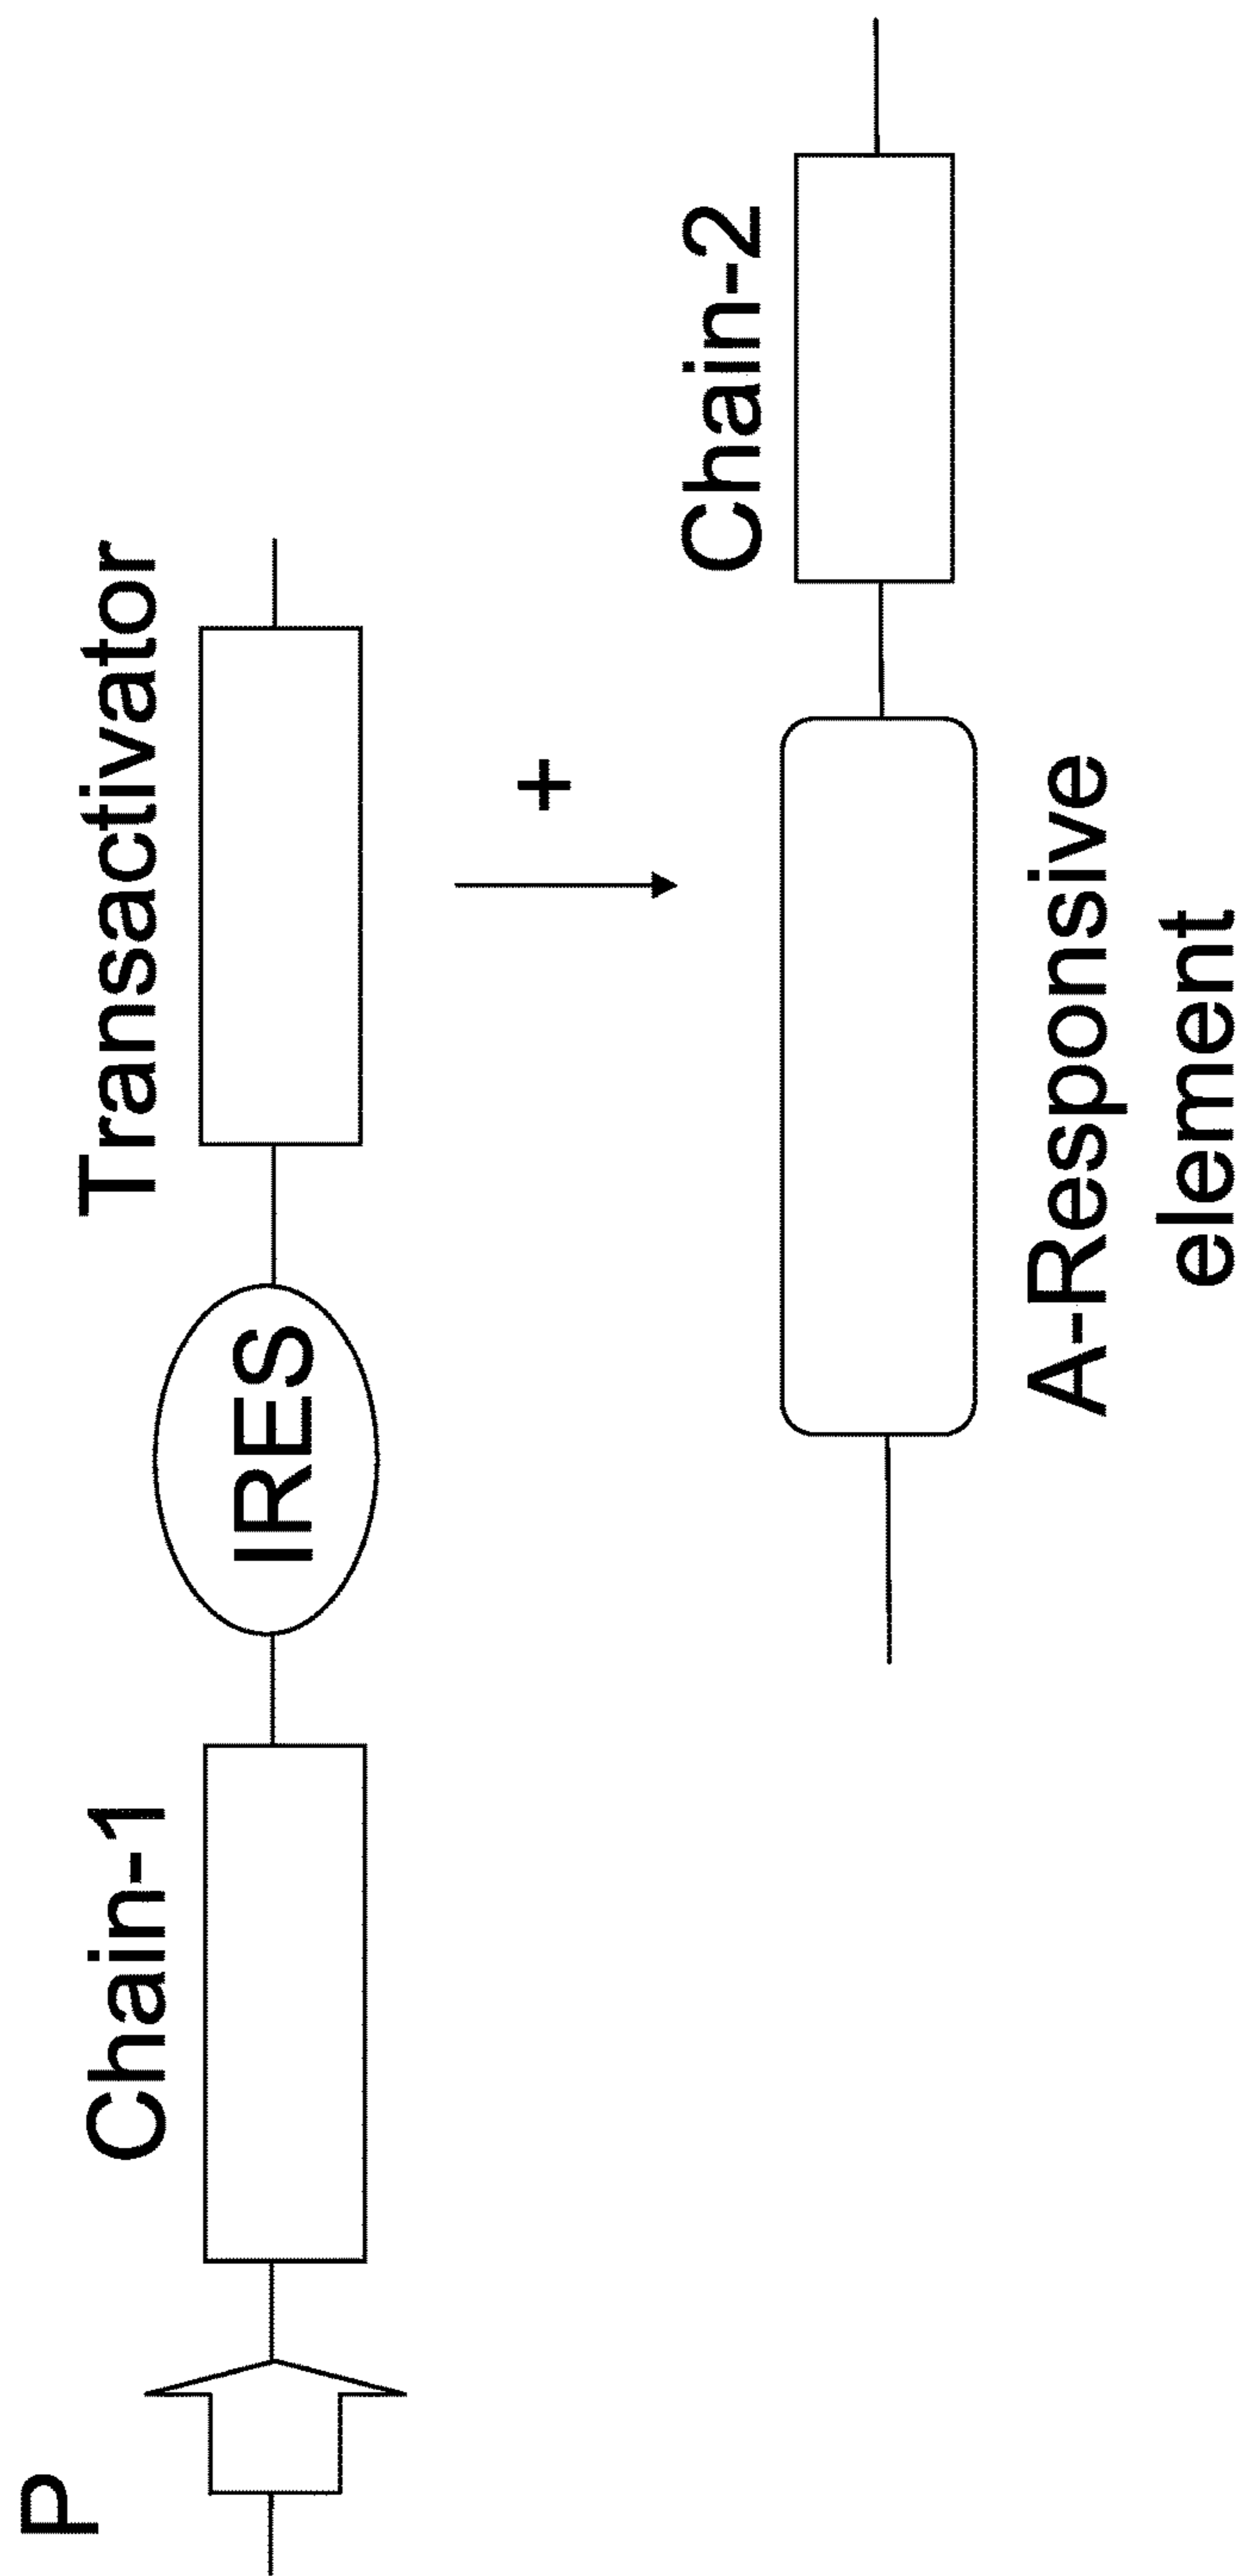 P
Chain-1
IRES
Transactivator
+
Chain-2
A-Responsive
element